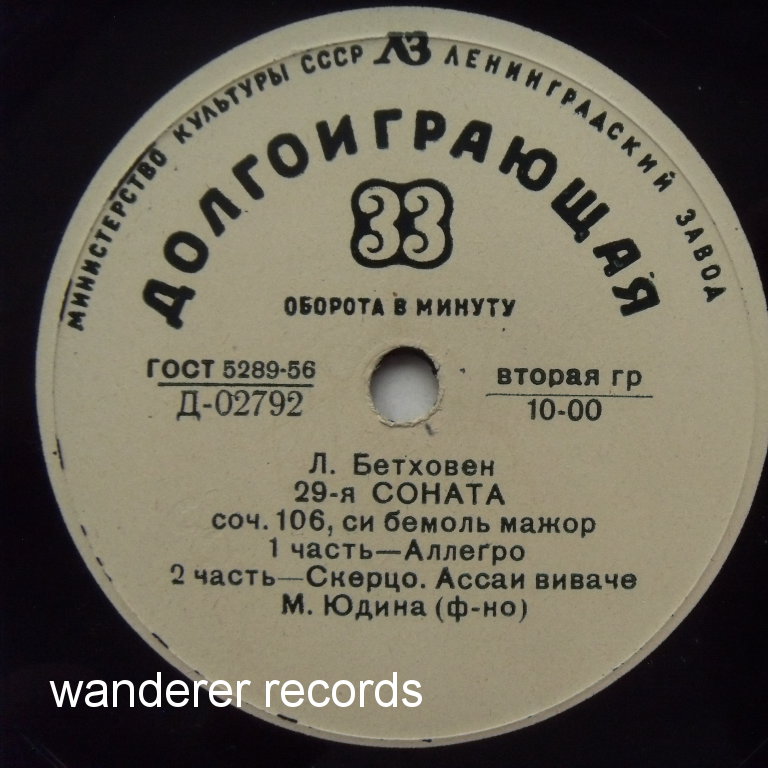 МИНИСТЕРСТВО КУЛЬТУРЫ СССР ЛЗ ЛЕНИНГРАДСКИЙ ЗАВОД
ДОЛГОИГРАЮЩАЯ
33
ОБОРОТА В МИНУТУ
ГОСТ 5289-56
Д-02792
вторая гр
10-00
Л. Бетховен
29-я СОНАТА
соч. 106, си бемоль мажор
1 часть—Аллегро
2 часть—Скерцо. Ассаи виваче
М. Юдина (ф-но)
wanderer records